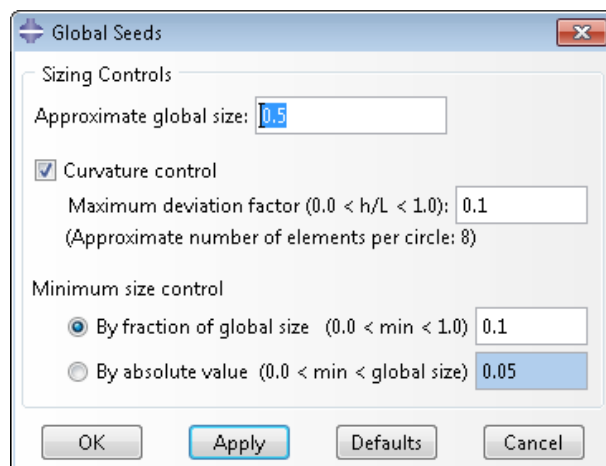 Global Seeds
Sizing Controls
Approximate global size: 0.5
Curvature control
Maximum deviation factor (0.0 < h/L < 1.0): 0.1
(Approximate number of elements per circle: 8)
Minimum size control
By fraction of global size (0.0 < min < 1.0) 0.1
By absolute value (0.0 < min < global size) 0.05
OK Apply Defaults Cancel